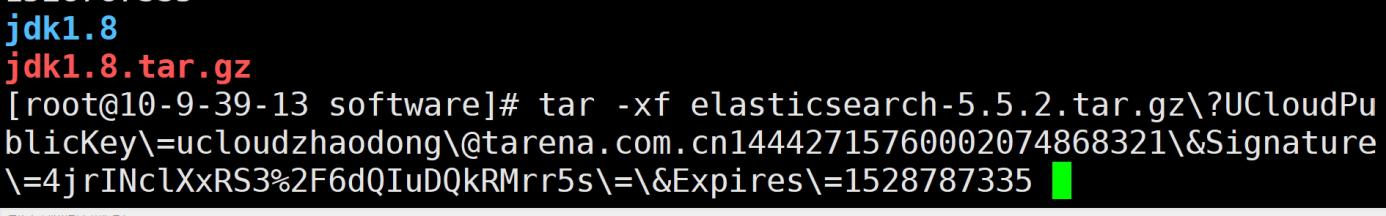 jdk1.8
jdk1.8.tar.gz
[root@10-9-39-13 software]# tar -xf elasticsearch-5.5.2.tar.gz\?UCloudPu
blicKey\=ucloudzhaodong\@tarena.com.cn14442715760002074868321\&Signature
\=4jrINclXxRS3%2F6dQIuDQkRMrr5s\=\&Expires\=1528787335